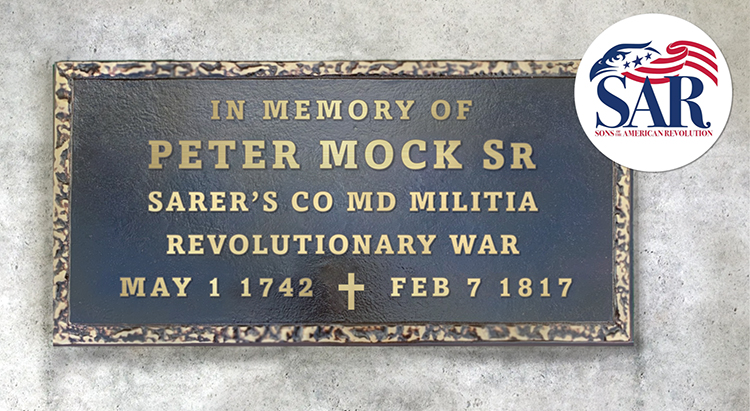 IN MEMORY OF
PETER MOCK SR
SARER'S CO MD MILITIA
REVOLUTIONARY WAR
MAY 1 1742 FEB 7 1817
SAR
SONS OF THE AMERICAN REVOLUTION